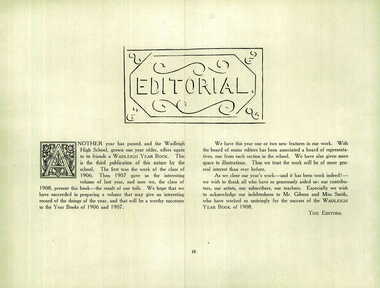 EDITORIAL.
ANOTHER year has passed, and the Wadleigh
High School, grown one year older, offers again
to its friends a WADLEIGH YEAR BOOK. This
is the third publication of this nature by the
school. The first was the work of the class of
1906. Then 1907 gave us the interesting
volume of last year, and now we, the class of
1908, present this book—the result of our toils. We hope that we
have succeeded in preparing a volume that may give an interesting
record of the doings of the year, and that will be a worthy successor
to the Year Books of 1906 and 1907.
We have this year one or two new features in our work. With
the board of many editors has been associated a board of representa-
tives, one from each section in the school. We have also given more
space to illustrations. Thus we trust the work will be of more gen-
eral interest than ever before.
As we close our year's work—and it has been work indeed!—
we wish to thank all who have so generously aided us: our contribu-
tors, our artists, our subscribers, our teachers. Especially we wish
to acknowledge our indebtedness to Mr. Gibson and Miss Smith,
who have worked so untiringly for the success of the WADLEIGH
YEAR BOOK of 1908.
THE EDITORS.